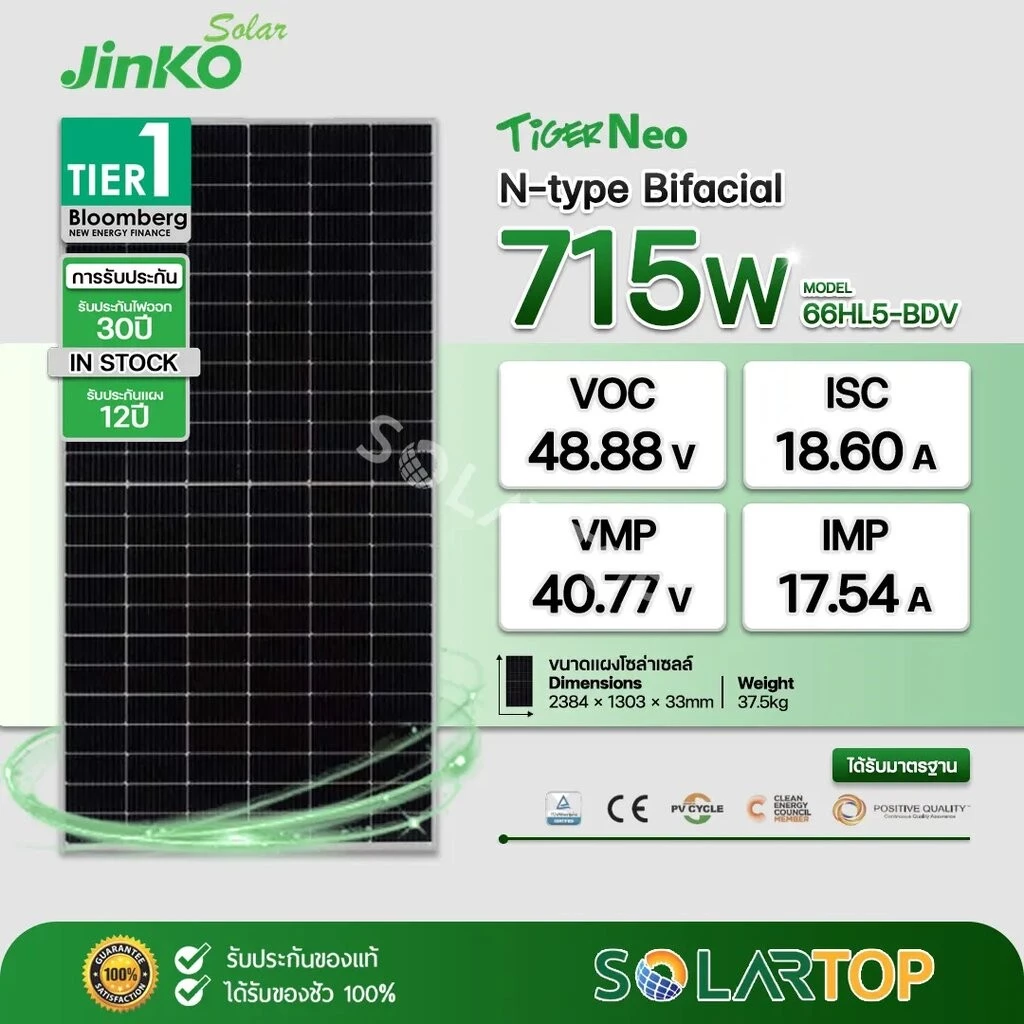 JinKO Solar
TIER 1
Bloomberg
NEW ENERGY FINANCE
การรับประกัน
รับประกันไฟออก
30ปี
IN STOCK
รับประกันแผง
12ปี
TIGER Neo
N-type Bifacial
715W
MODEL
66HL5-BDV
VOC
48.88 V
ISC
18.60 A
VMP
40.77 V
IMP
17.54 A
ขนาดแผงโซล่าเซลล์
Dimensions
2384 × 1303 × 33mm
Weight
37.5kg
ได้รับมาตรฐาน
CE
PV CYCLE
CLEAN
ENERGY
COUNCIL
MEMBER
POSITIVE QUALITY™
Continuous Quality Assurance
SOLARTOP
GUARANTEE
100%
SATISFACTION
รับประกันของแท้
ได้รับของชัว 100%
SOLARTOP